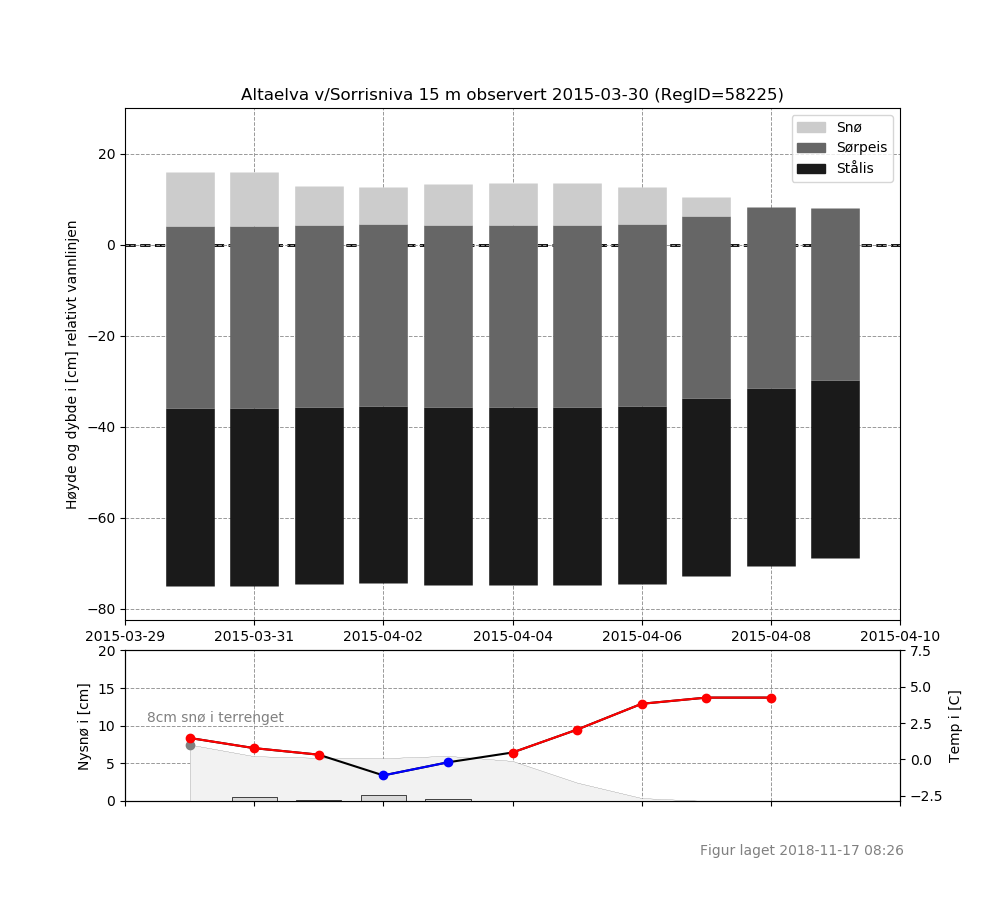 Altaelva v/Sorrisniva 15 m observert 2015-03-30 (RegID=58225)
Snø
Sørpeis
Stålis
Høyde og dybde i [cm] relativt vannlinjen
20
0
−20
−40
−60
−80
2015-03-29 2015-03-31 2015-04-02 2015-04-04 2015-04-06 2015-04-08 2015-04-10
Nysnø i [cm]
20
15
10
5
0
8cm snø i terrenget
7.5
5.0
2.5
0.0
−2.5
Temp i [C]
Figur laget 2018-11-17 08:26